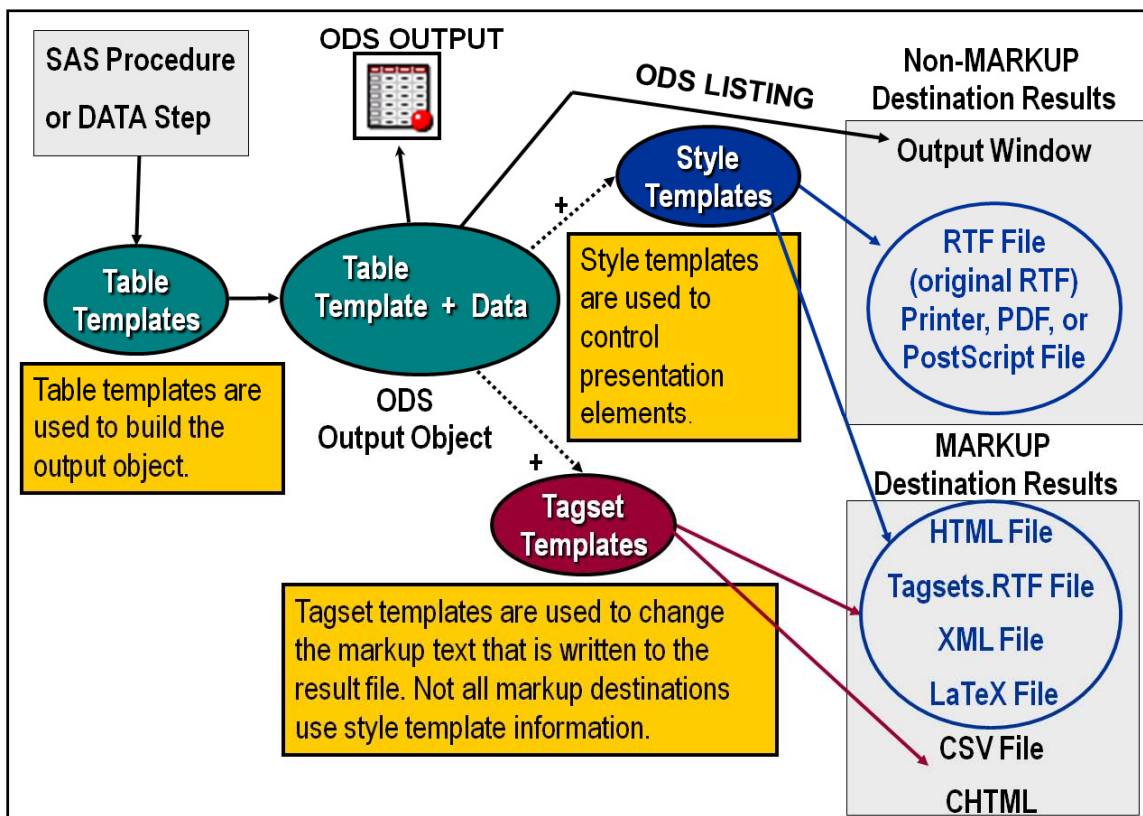 SAS Procedure
or DATA Step
ODS OUTPUT
ODS LISTING
Non-MARKUP
Destination Results
Output Window
Style
Templates
+
RTF File
(original RTF)
Printer, PDF, or
PostScript File
Table
Templates
Table
Template + Data
Style templates
are used to
control
presentation
elements.
Table templates are
used to build the
output object.
ODS
Output Object
+
Tagset
Templates
MARKUP
Destination Results
HTML File
Tagsets.RTF File
XML File
LaTeX File
CSV File
CHTML
Tagset templates are used to change
the markup text that is written to the
result file. Not all markup destinations
use style template information.